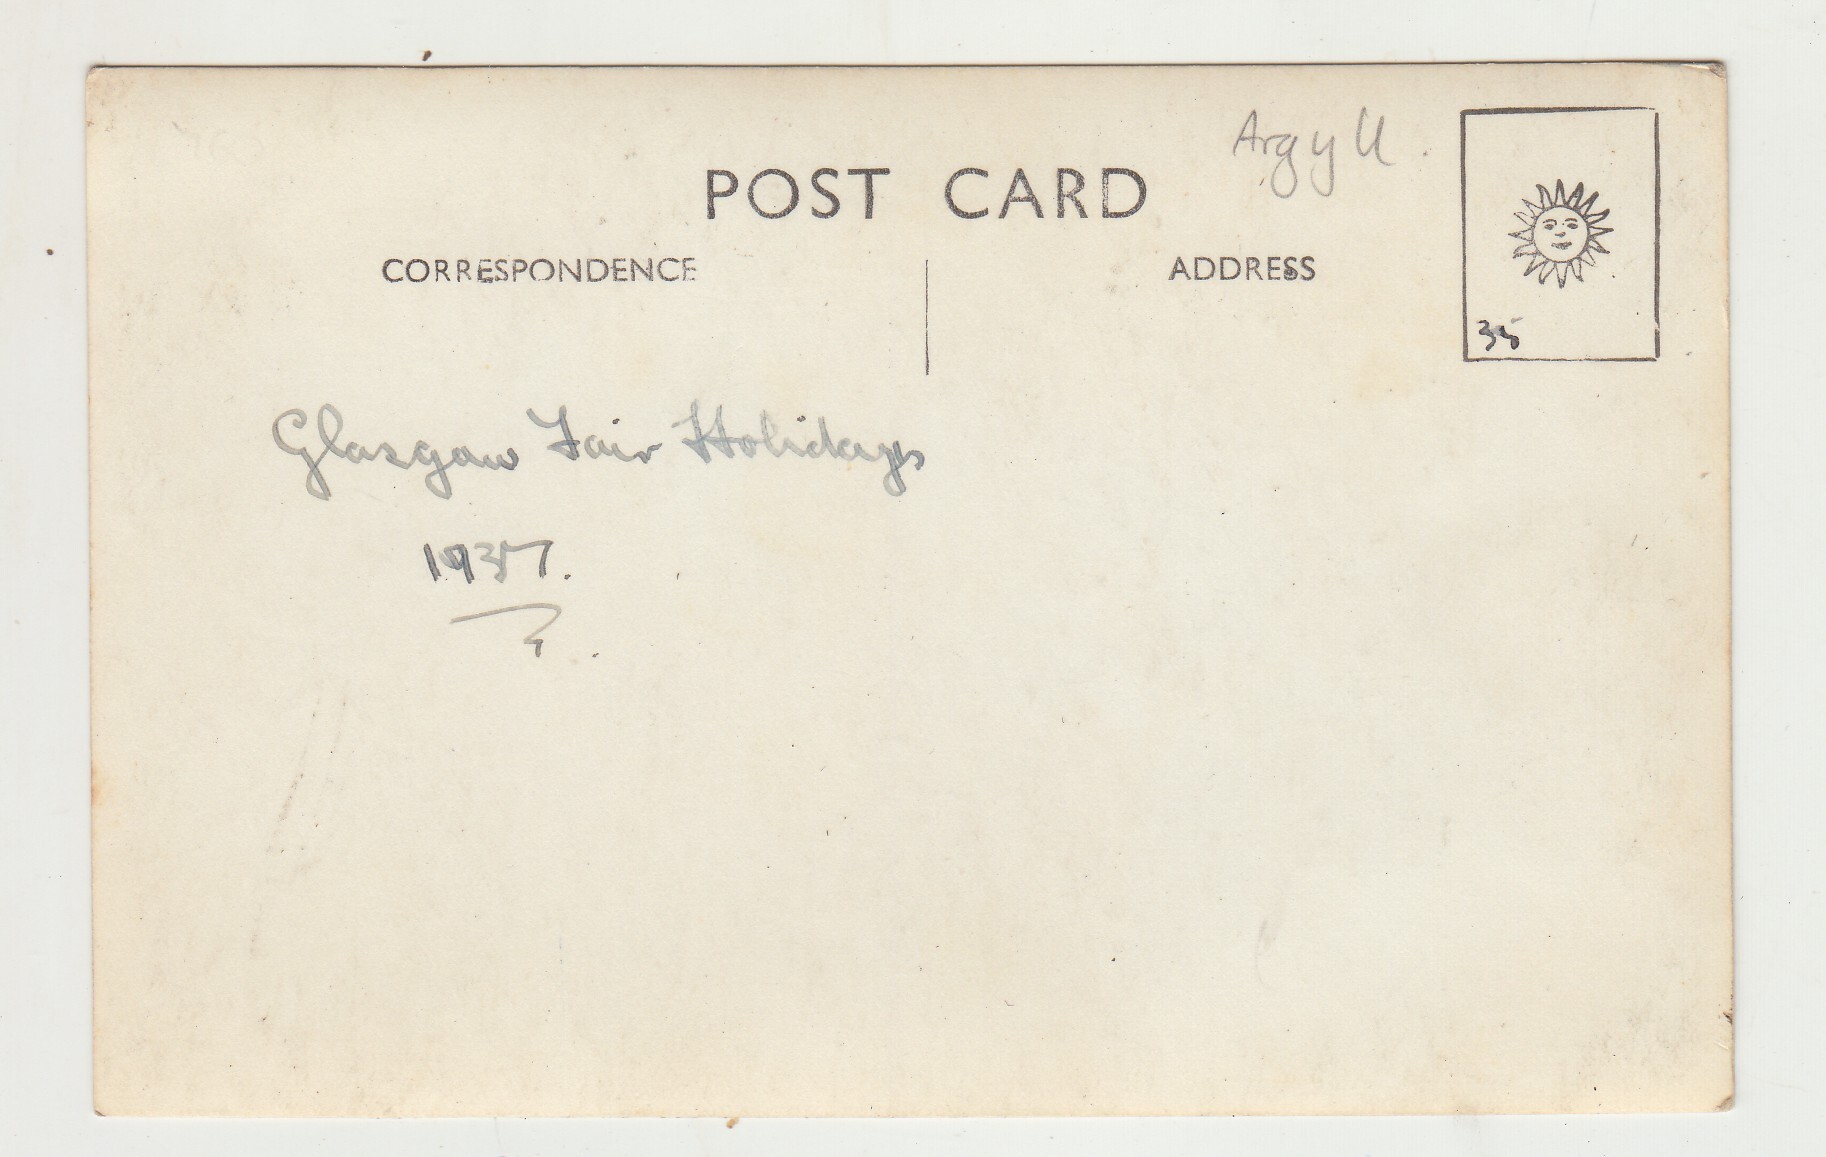 Argyll.
POST CARD
CORRESPONDENCE
ADDRESS
35
Glasgow Fair Holidays
1937.